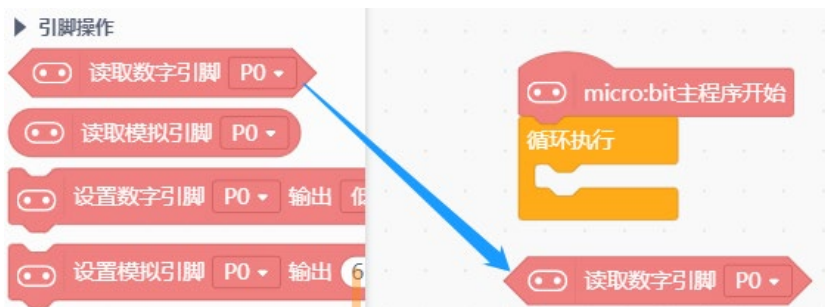 引脚操作
读取数字引脚 P0
读取模拟引脚 P0
设置数字引脚 P0 输出
设置模拟引脚 P0 输出 6
micro:bit主程序开始
循环执行
读取数字引脚 P0